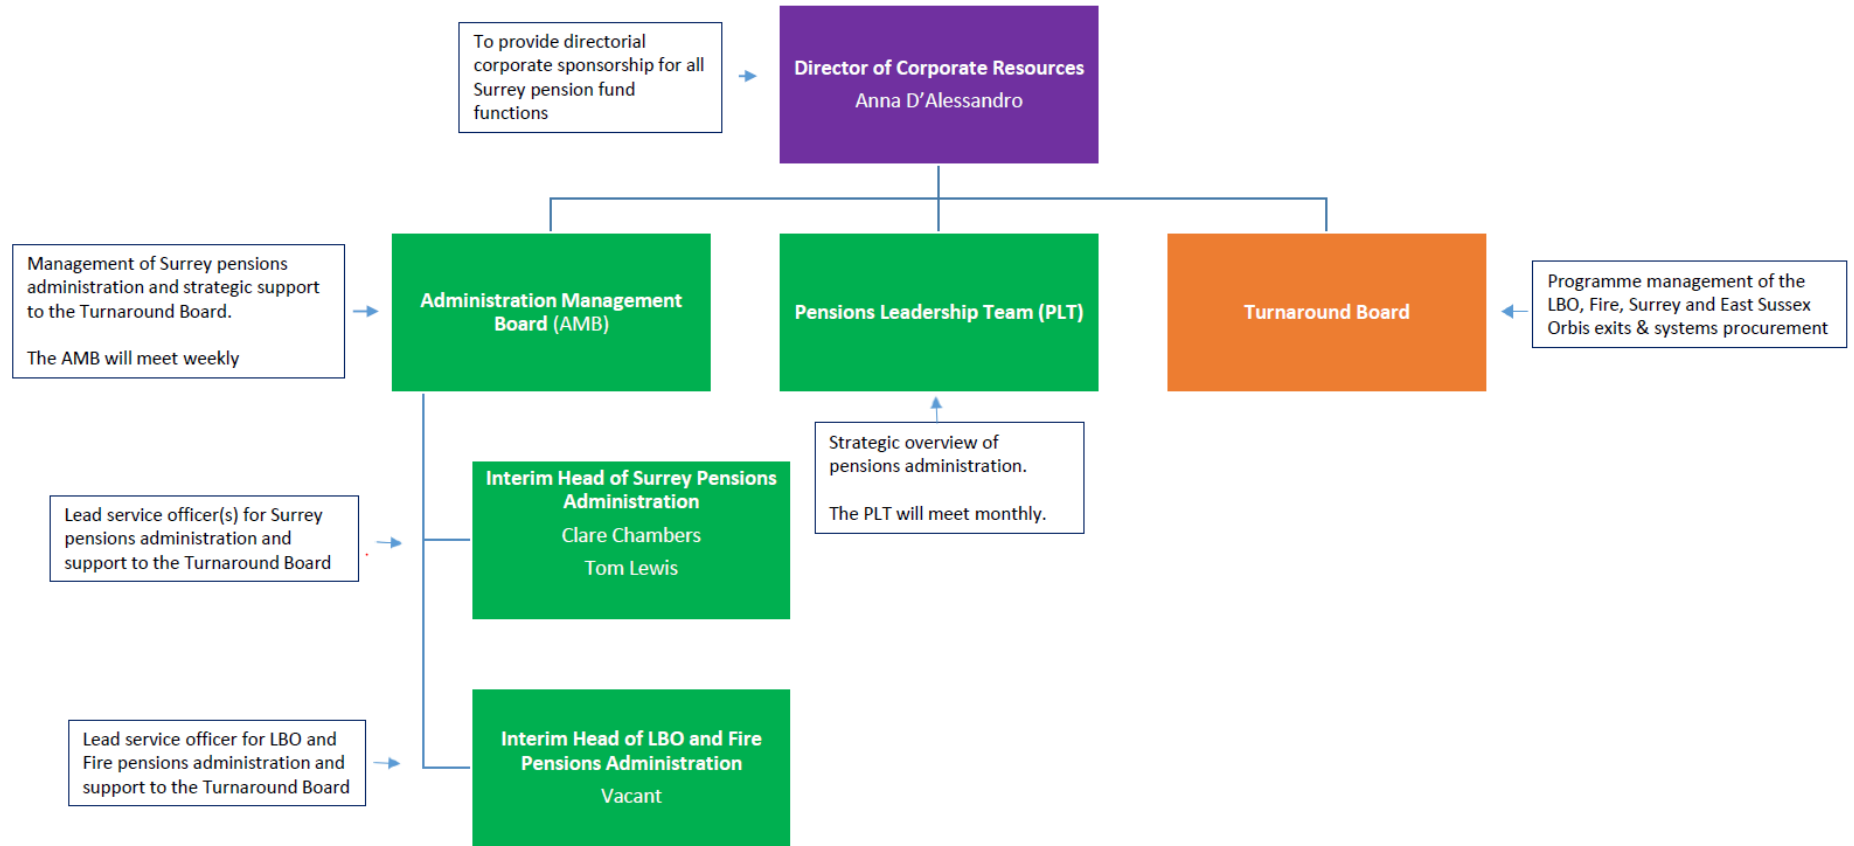 To provide directorial
corporate sponsorship for all
Surrey pension fund
functions
Director of Corporate Resources
Anna D’Alessandro
Management of Surrey pensions
administration and strategic support
to the Turnaround Board.
The AMB will meet weekly
Administration Management
Board (AMB)
Pensions Leadership Team (PLT)
Turnaround Board
Programme management of the
LBO, Fire, Surrey and East Sussex
Orbis exits & systems procurement
Strategic overview of
pensions administration.
The PLT will meet monthly.
Lead service officer(s) for Surrey
pensions administration and
support to the Turnaround Board
Interim Head of Surrey Pensions
Administration
Clare Chambers
Tom Lewis
Lead service officer for LBO and
Fire pensions administration and
support to the Turnaround Board
Interim Head of LBO and Fire
Pensions Administration
Vacant